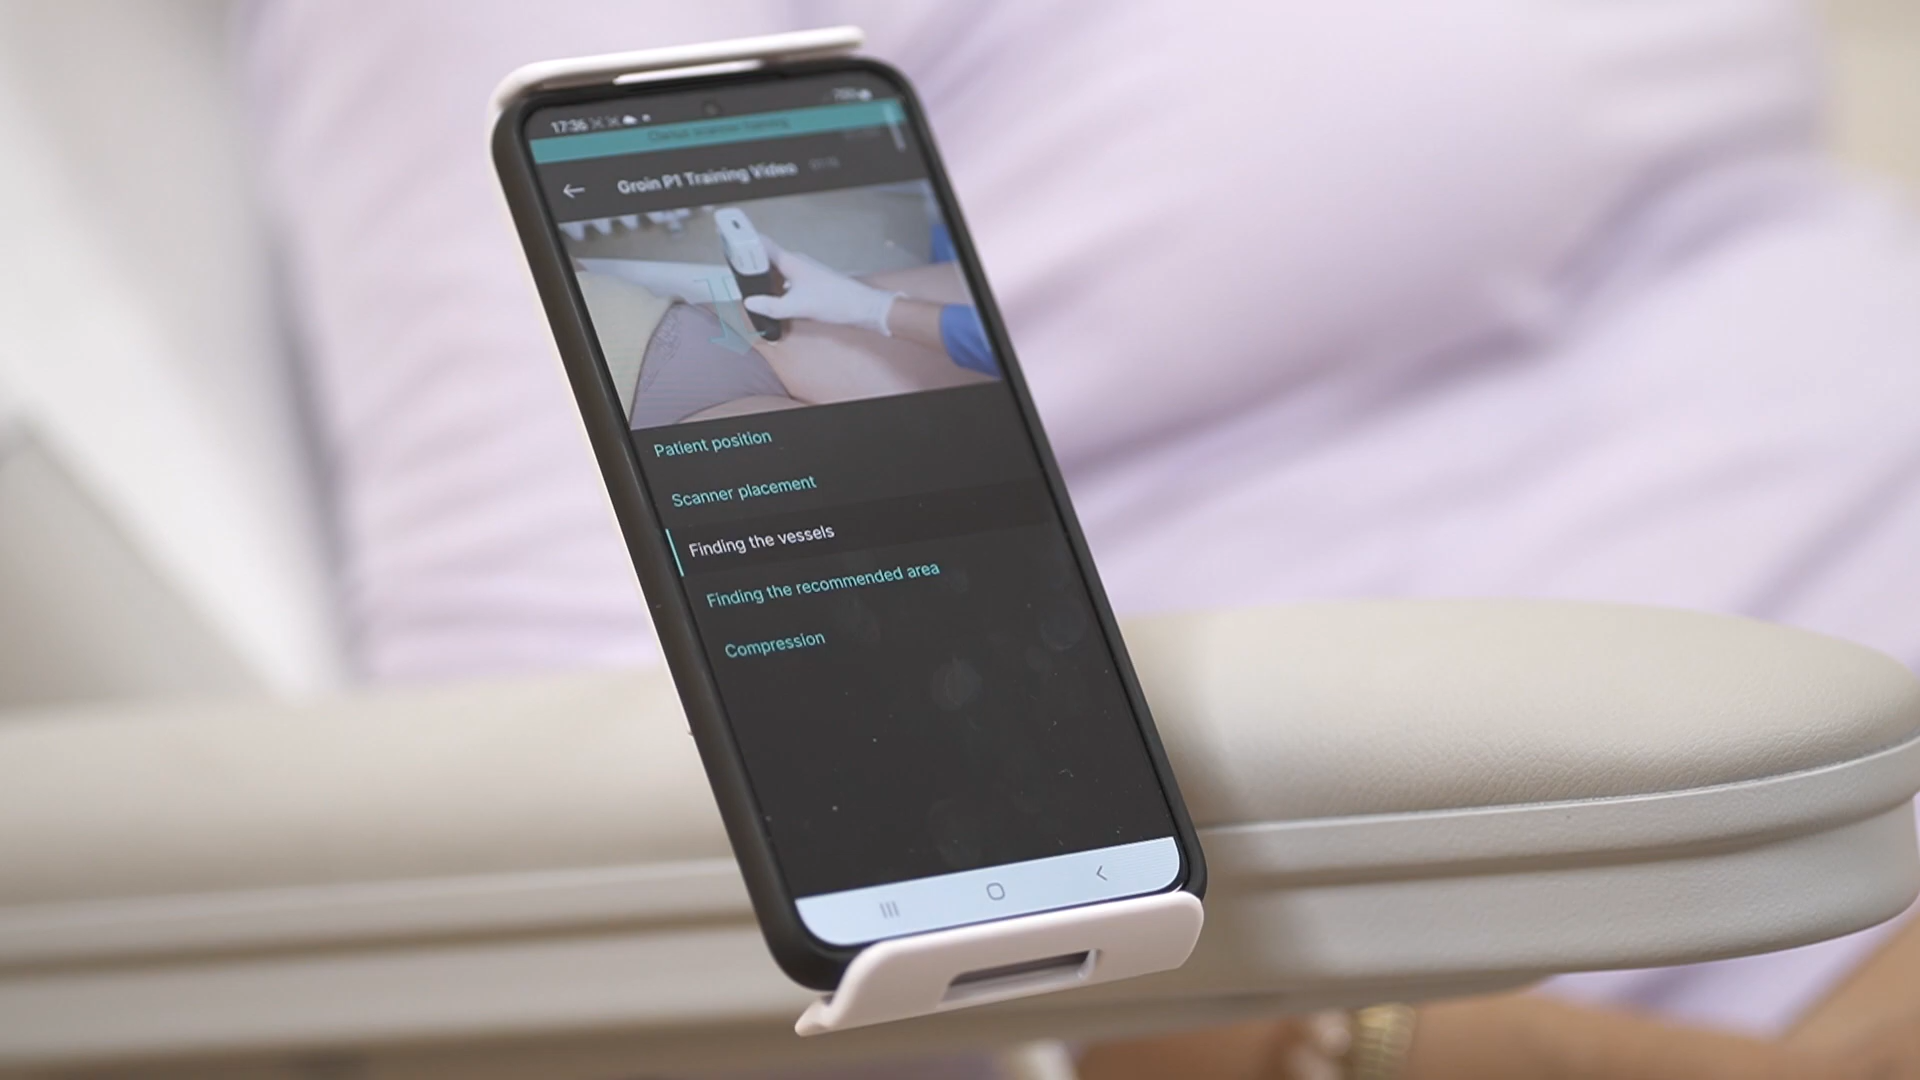 17:36
Groin P1 Training Video
Patient position
Scanner placement
Finding the vessels
Finding the recommended area
Compression